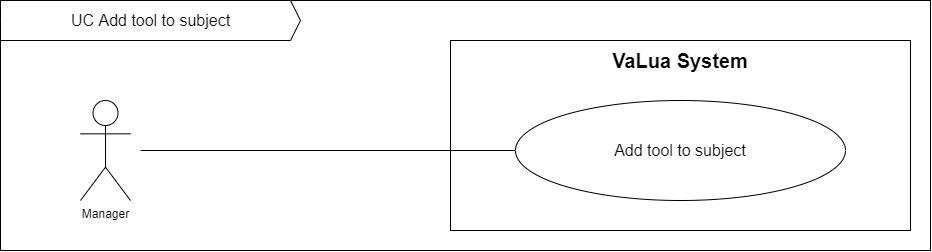 UC Add tool to subject
VaLua System
Add tool to subject
Manager